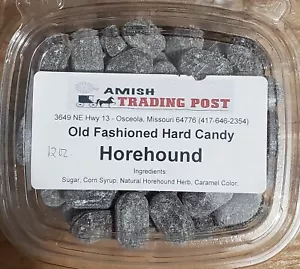 AMISH
TRADING POST
3649 NE Hwy 13 - Osceola, Missouri 64776 (417-646-2354)
Old Fashioned Hard Candy
12 oz
Horehound
Ingredients:
Sugar, Corn Syrup, Natural Horehound Herb, Caramel Color,